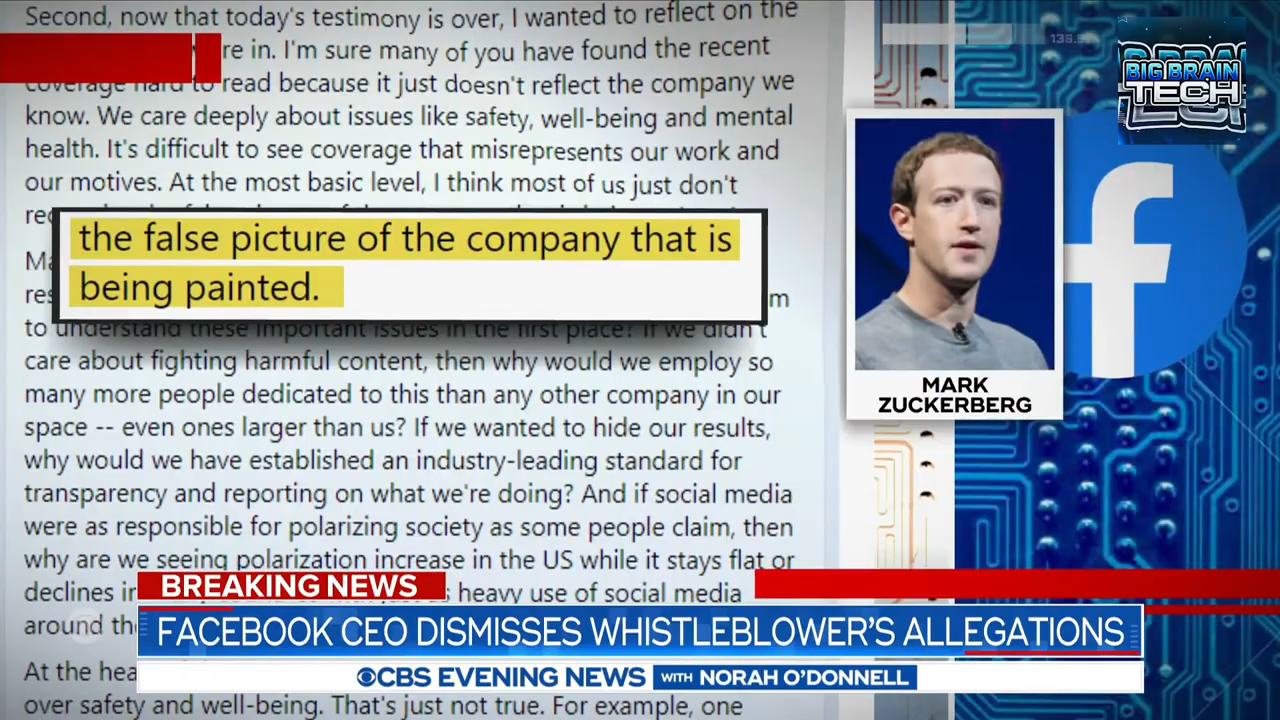 Second, now that today's testimony is over, I wanted to reflect on the
re in. I'm sure many of you have found the recent
coverage hard to read because it just doesn't reflect the company we
know. We care deeply about issues like safety, well-being and mental
health. It's difficult to see coverage that misrepresents our work and
our motives. At the most basic level, I think most of us just don't
the false picture of the company that is
being painted.
to understand these important issues in the first place? If we didn't
care about fighting harmful content, then why would we employ so
many more people dedicated to this than any other company in our
space -- even ones larger than us? If we wanted to hide our results,
why would we have established an industry-leading standard for
transparency and reporting on what we're doing? And if social media
were as responsible for polarizing society as some people claim, then
why are we seeing polarization increase in the US while it stays flat or
declines in heavy use of social media
around the
At the hea
over safety and well-being. That's just not true. For example, one
BIG BRAIN
TECH
f
MARK
ZUCKERBERG
BREAKING NEWS
FACEBOOK CEO DISMISSES WHISTLEBLOWER'S ALLEGATIONS
CBS EVENING NEWS WITH NORAH O'DONNELL